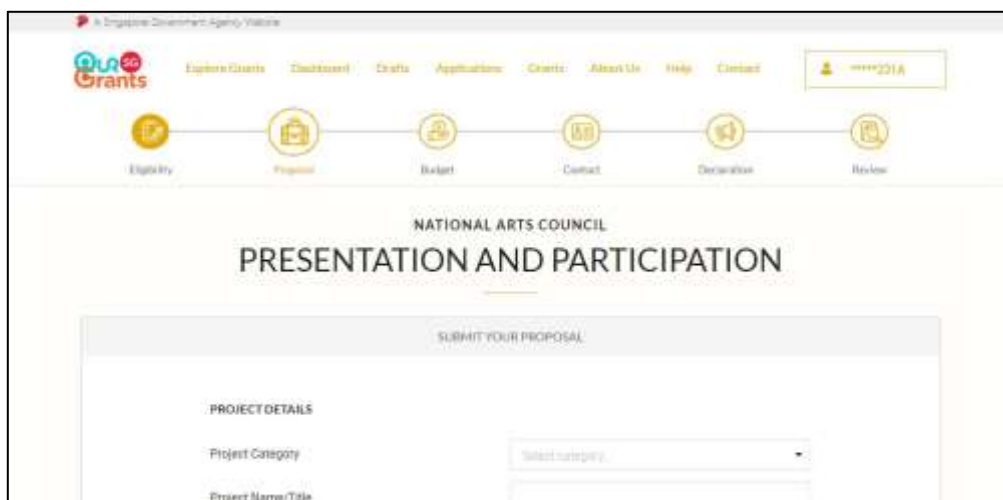 A Singapore Government Agency Website
OUR SG Grants
Explore Grants Dashboard Drafts Applications Grants About Us Help Contact *****231A
Eligibility Proposal Budget Contact Declaration Review
NATIONAL ARTS COUNCIL
PRESENTATION AND PARTICIPATION
SUBMIT YOUR PROPOSAL
PROJECT DETAILS
Project Category Select category
Project Name/Title